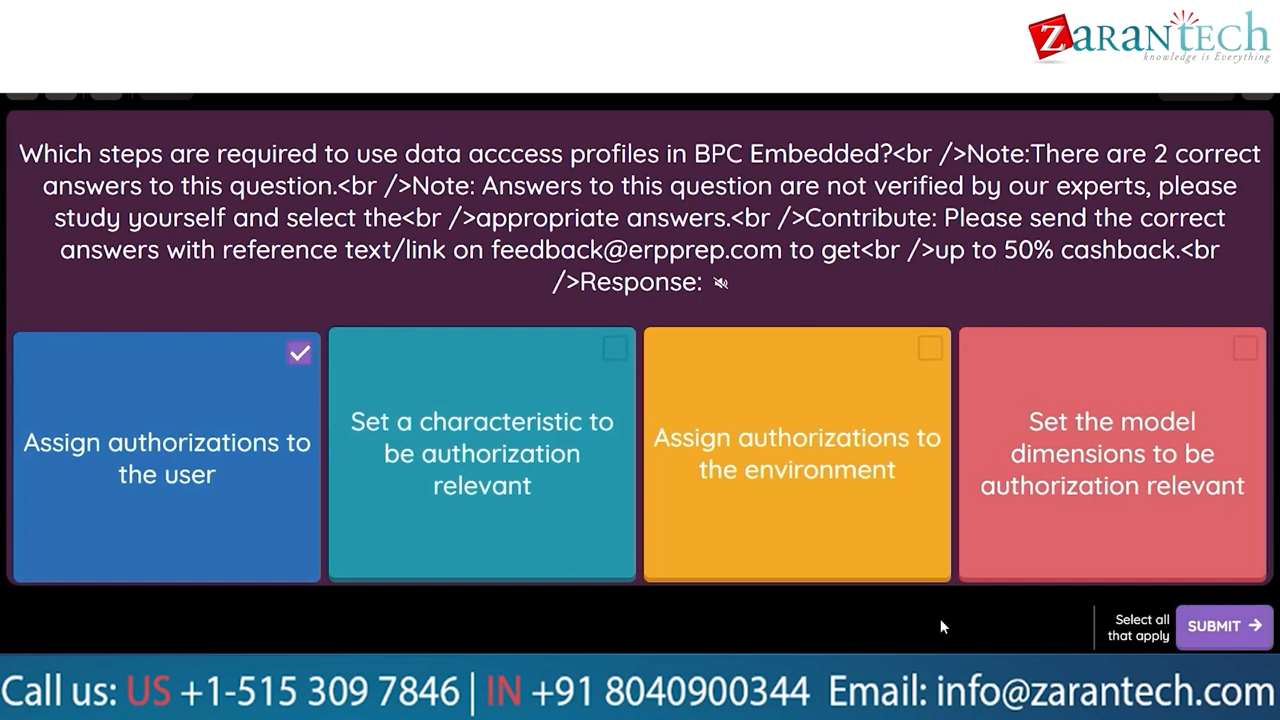 ZARANTECH
knowledge is Everything
Which steps are required to use data acccess profiles in BPC Embedded?<br />Note:There are 2 correct
answers to this question.<br />Note: Answers to this question are not verified by our experts, please
study yourself and select the<br />appropriate answers.<br />Contribute: Please send the correct
answers with reference text/link on feedback@erpprep.com to get<br />up to 50% cashback.<br
/>Response:
Assign authorizations to
the user
Set a characteristic to
be authorization
relevant
Assign authorizations to
the environment
Set the model
dimensions to be
authorization relevant
Select all
that apply
SUBMIT
Call us: US +1-515 309 7846 | IN +91 8040900344 Email: info@zarantech.com